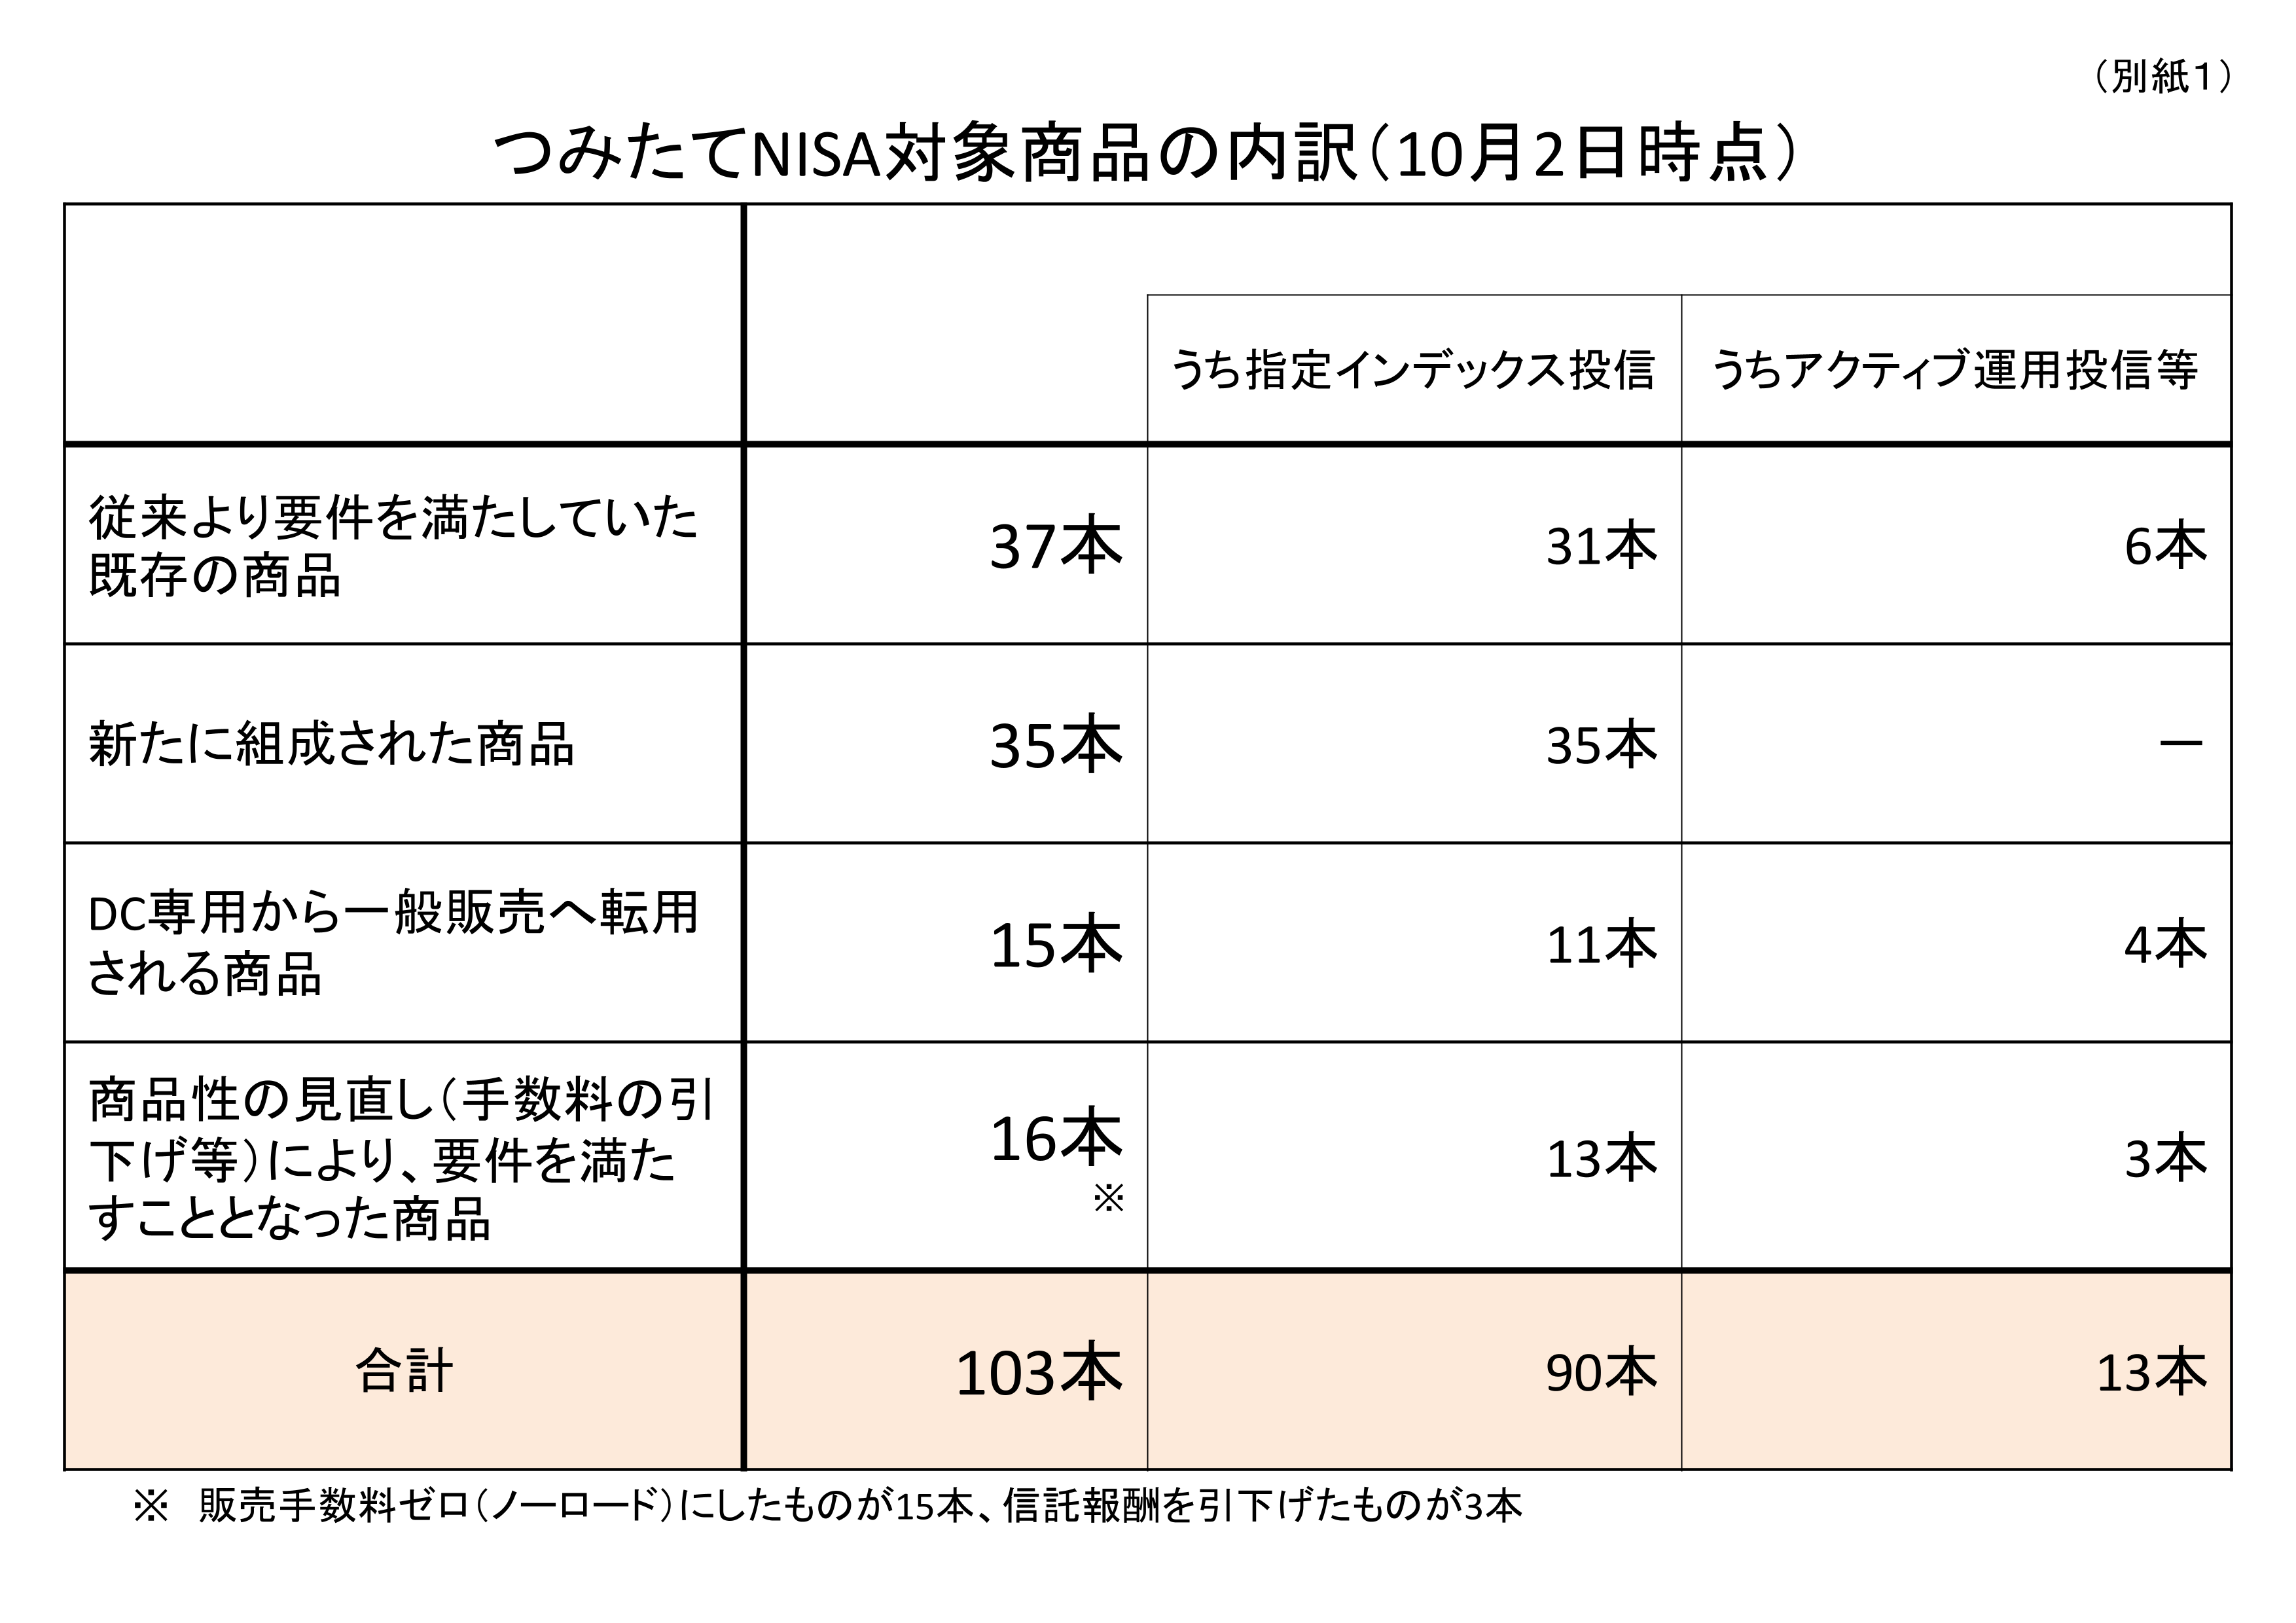 （別紙１）
つみたてNISA対象商品の内訳（10月2日時点）
うち指定インデックス投信
うちアクティブ運用投信等
従来より要件を満たしていた
既存の商品
37本
31本
6本
新たに組成された商品
35本
35本
－
DC専用から一般販売へ転用
される商品
15本
11本
4本
商品性の見直し（手数料の引
下げ等）により、要件を満た
すこととなった商品
16本
※
13本
3本
合計
103本
90本
13本
※　販売手数料ゼロ（ノーロード）にしたものが15本、信託報酬を引下げたものが3本